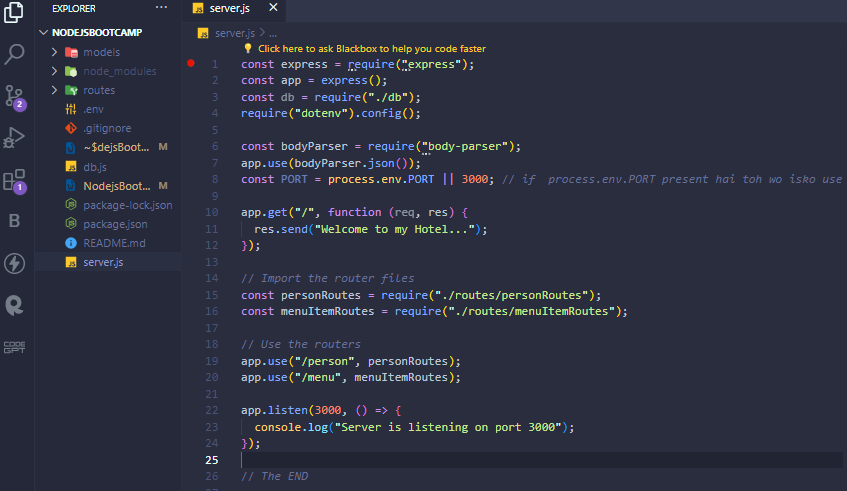 EXPLORER ...
NODEJSBOOTCAMP
models
node_modules
routes
.env
.gitignore
~$dejsBoot... M
db.js
NodejsBoot... M
package-lock.json
package.json
README.md
server.js
2
1
B
CODE
GPT
JS server.js X
JS server.js > ...
Click here to ask Blackbox to help you code faster
1 const express = require("express");
2 const app = express();
3 const db = require("./db");
4 require("dotenv").config();
5
6 const bodyParser = require("body-parser");
7 app.use(bodyParser.json());
8 const PORT = process.env.PORT || 3000; // if  process.env.PORT present hai toh wo isko use
9
10 app.get("/", function (req, res) {
11   res.send("Welcome to my Hotel...");
12 });
13
14 // Import the router files
15 const personRoutes = require("./routes/personRoutes");
16 const menuItemRoutes = require("./routes/menuItemRoutes");
17
18 // Use the routers
19 app.use("/person", personRoutes);
20 app.use("/menu", menuItemRoutes);
21
22 app.listen(3000, () => {
23   console.log("Server is listening on port 3000");
24 });
25
26 // The END